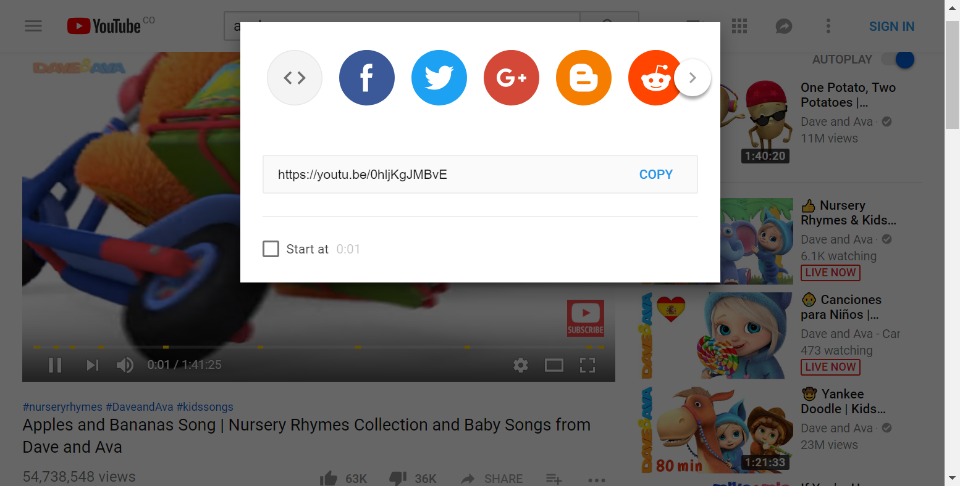 YouTube CO
SIGN IN
https://youtu.be/0hIjKgJMBvE
COPY
Start at 0:01
DAVE & AVA
SUBSCRIBE
0:01 / 1:41:25
#nurseryrhymes #DaveandAva #kidssongs
Apples and Bananas Song | Nursery Rhymes Collection and Baby Songs from
Dave and Ava
54,738,548 views
63K
36K
SHARE
AUTOPLAY
One Potato, Two
Potatoes |...
Dave and Ava
11M views
1:40:20
Nursery
Rhymes & Kids...
Dave and Ava
6.1K watching
LIVE NOW
Canciones
para Niños |...
Dave and Ava - Car
473 watching
LIVE NOW
Yankee
Doodle | Kids...
Dave and Ava
23M views
80 min
1:21:33